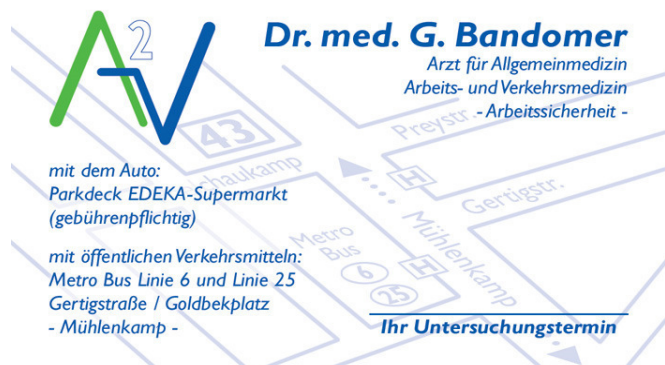 A2V
Dr. med. G. Bandomer
Arzt für Allgemeinmedizin
Arbeits- und Verkehrsmedizin
- Arbeitssicherheit -
43
Preystr.
Gertigstr.
Mühlenkamp
H
H
Metro
Bus
6
25
mit dem Auto:
Parkdeck EDEKA-Supermarkt
(gebührenpflichtig)
mit öffentlichen Verkehrsmitteln:
Metro Bus Linie 6 und Linie 25
Gertigstraße / Goldbekplatz
- Mühlenkamp -
Ihr Untersuchungstermin